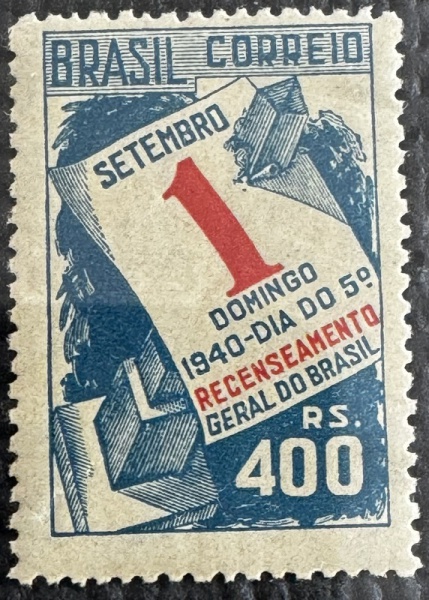 BRASIL CORREIO
SETEMBRO
1
DOMINGO
1940-DIA DO 5º
RECENSEAMENTO
GERAL DO BRASIL
RS.
400